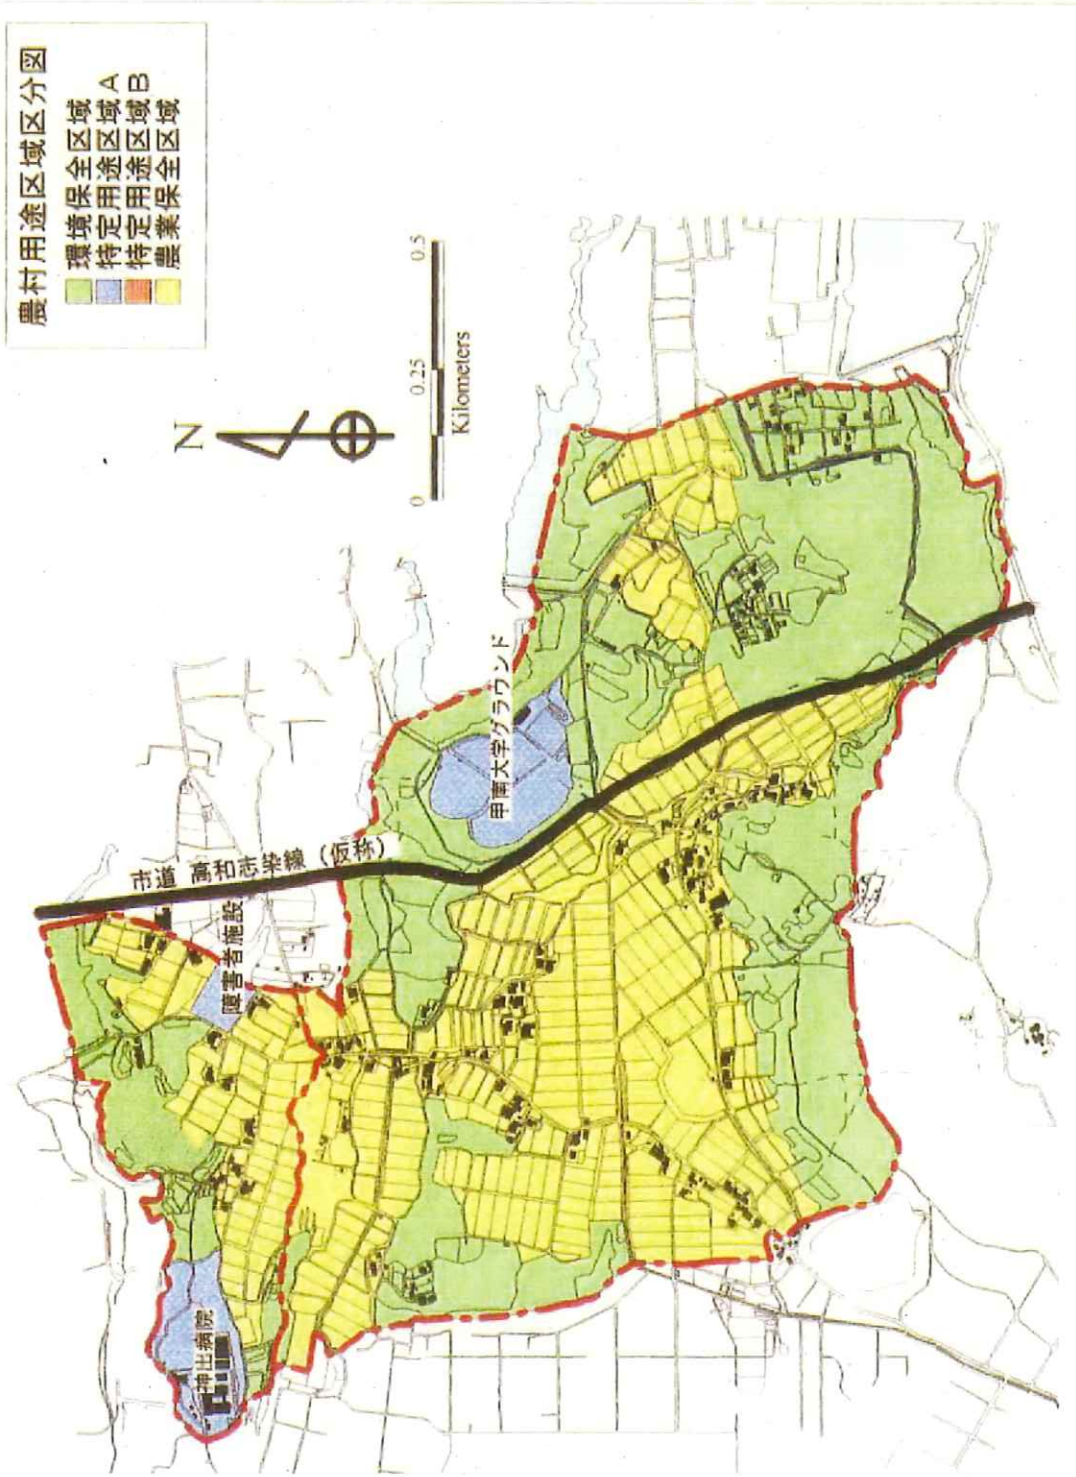 農村用途区域区分図
環境保全区域
特定用途区域A
特定用途区域B
農業保全区域
N
0 0.25 0.5
Kilometers
市道 高和志染線（仮称）
障害者施設
甲南大学グラウンド
神出病院